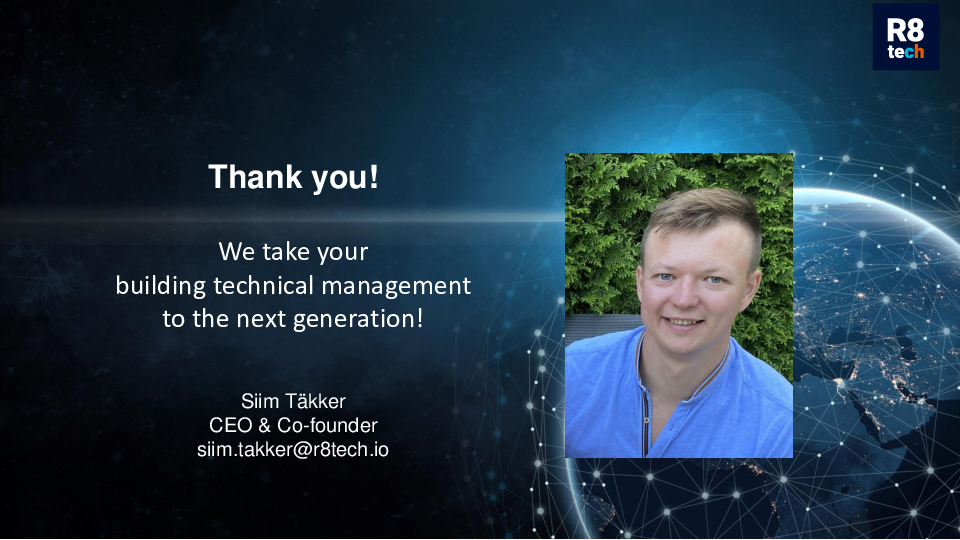 R8
tech
Thank you!
We take your
building technical management
to the next generation!
Siim Täkker
CEO & Co-founder
siim.takker@r8tech.io